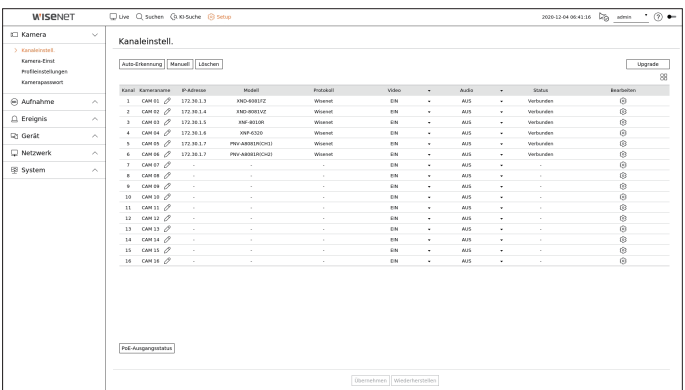 WISENET Live Suchen KI-Suche Setup 2020-12-04 06:41:16 admin
Kamera
Kanaleinstell.
Kamera-Einst
Profileinstellungen
Kamerapasswort
Aufnahme
Ereignis
Gerät
Netzwerk
System
Kanaleinstell.
Auto-Erkennung Manuell Löschen Upgrade
Kanal Kameraname IP-Adresse Modell Protokoll Video Audio Status Bearbeiten
1 CAM 01 172.30.1.3 XND-6081FZ Wisenet EIN AUS Verbunden
2 CAM 02 172.30.1.4 XND-8081VZ Wisenet EIN AUS Verbunden
3 CAM 03 172.30.1.5 XNF-8010R Wisenet EIN AUS Verbunden
4 CAM 04 172.30.1.6 XNP-6320 Wisenet EIN AUS Verbunden
5 CAM 05 172.30.1.7 PNV-A8081R(CH1) Wisenet EIN AUS Verbunden
6 CAM 06 172.30.1.7 PNV-A8081R(CH2) Wisenet EIN AUS Verbunden
7 CAM 07 - - - EIN AUS -
8 CAM 08 - - - EIN AUS -
9 CAM 09 - - - EIN AUS -
10 CAM 10 - - - EIN AUS -
11 CAM 11 - - - EIN AUS -
12 CAM 12 - - - EIN AUS -
13 CAM 13 - - - EIN AUS -
14 CAM 14 - - - EIN AUS -
15 CAM 15 - - - EIN AUS -
16 CAM 16 - - - EIN AUS -
PoE-Ausgangsstatus
Übernehmen Wiederherstellen